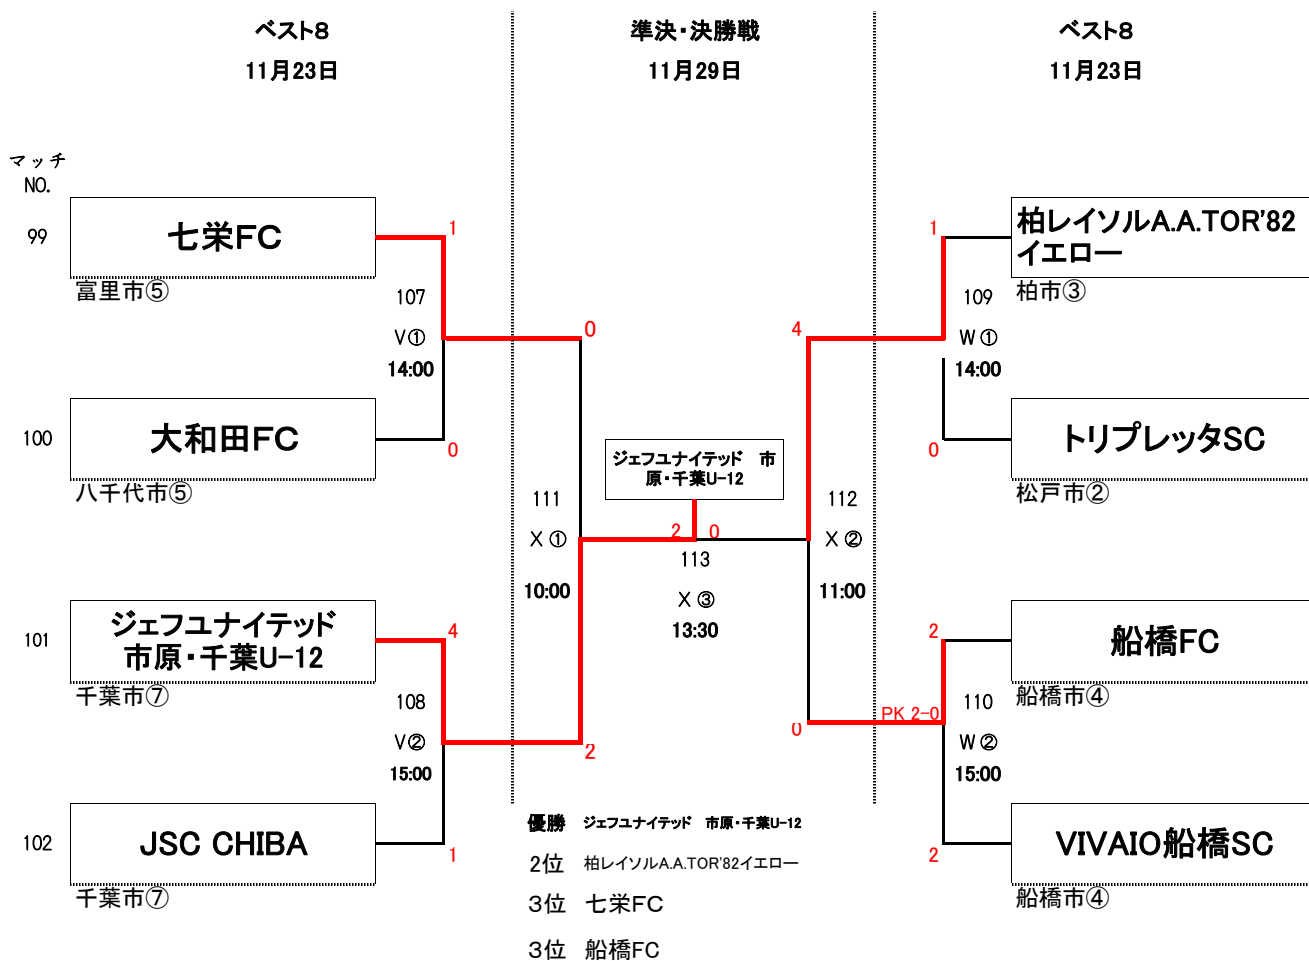 ベスト8
11月23日
準決・決勝戦
11月29日
ベスト8
11月23日
マッチ
NO.
99
七栄FC
富里市⑤
1
107
V①
14:00
0
100
大和田FC
八千代市⑤
0
111
X①
10:00
101
ジェフユナイテッド
市原・千葉U-12
千葉市⑦
4
108
V②
15:00
2
102
JSC CHIBA
千葉市⑦
1
ジェフユナイテッド 市
原・千葉U-12
2 0
113
X③
13:30
柏レイソルA.A.TOR'82
イエロー
柏市③
1
109
W①
14:00
4
トリプレッタSC
松戸市②
0
112
X②
11:00
船橋FC
船橋市④
2
110
W②
15:00
PK 2-0
0
VIVAIO船橋SC
船橋市④
2
優勝 ジェフユナイテッド 市原・千葉U-12
2位 柏レイソルA.A.TOR'82イエロー
3位 七栄FC
3位 船橋FC